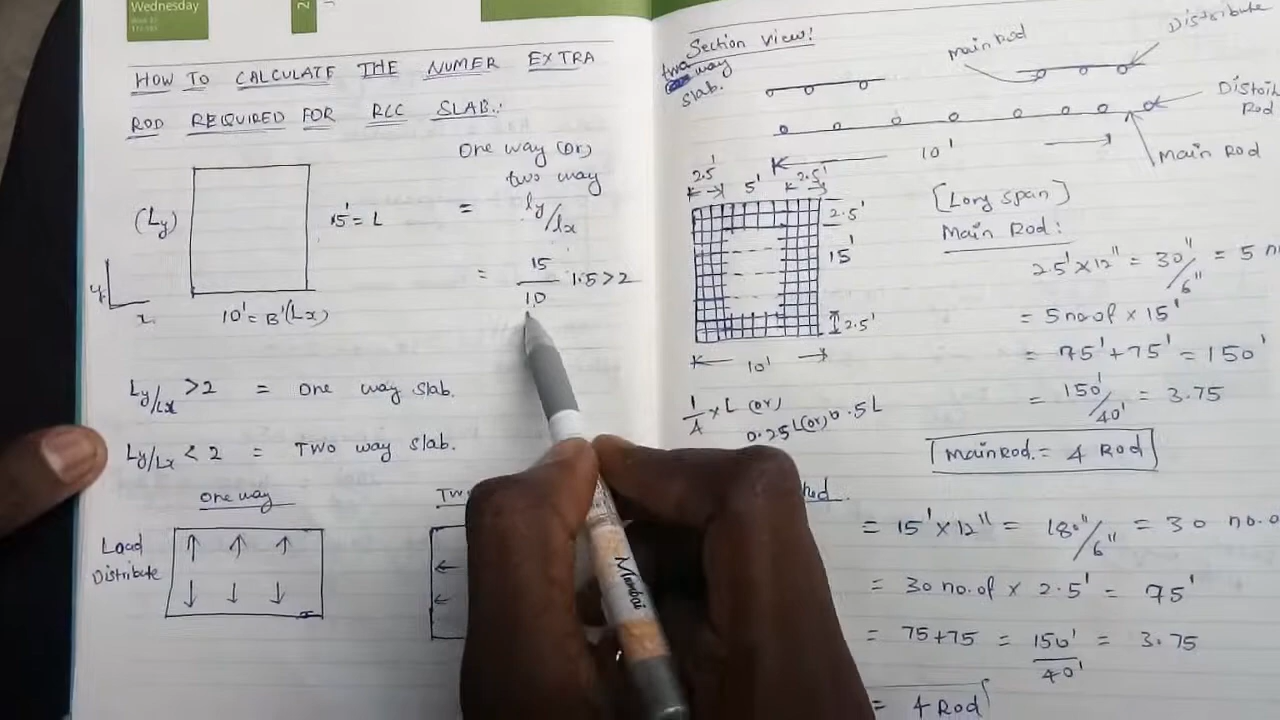 Wednesday
HOW TO CALCULATE THE NUMER EXTRA
ROD REQUIRED FOR RCC SLAB.:
One way (or)
two way
(Ly)
15' = L
= ly/lx
= 15/10 1.5>2
y
x
10' = B'(Lx)
Ly/Lx >2 = One way slab.
Ly/Lx < 2 = Two way slab.
One way
Load
Distribute
Mumbai
Section view!
two way
slab.
Main Rod
Distribute
Rod
Main Rod
10'
2.5'
5'
2.5'
2.5'
15'
2.5'
10'
1/4 x L (or)
0.25L(or) 0.5L
[Long span]
Main Rod:
2.5' x 12" = 30"/6" = 5
= 5 no.of x 15'
= 75' + 75' = 150'
= 150'/40' = 3.75
Main Rod. = 4 Rod
= 15' x 12" = 180"/6" = 30 no.o
= 30 no.of x 2.5' = 75'
= 75+75 = 150'/40' = 3.75
= 4 Rod